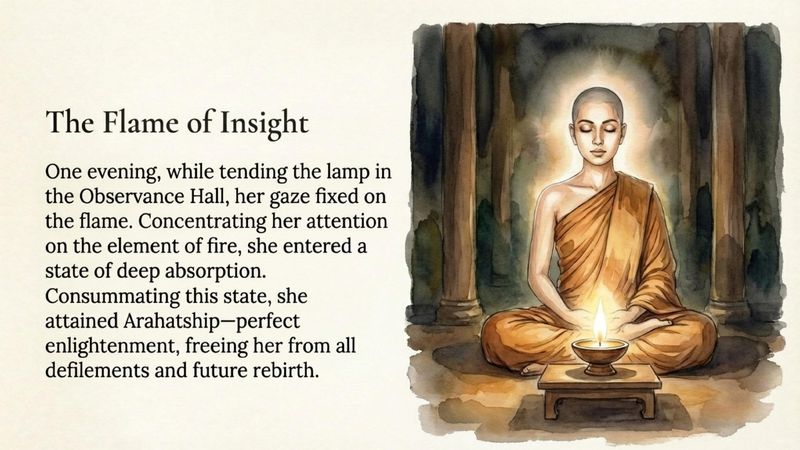 The Flame of Insight
One evening, while tending the lamp in
the Observance Hall, her gaze fixed on
the flame. Concentrating her attention
on the element of fire, she entered a
state of deep absorption.
Consummating this state, she
attained Arahatship—perfect
enlightenment, freeing her from all
defilements and future rebirth.